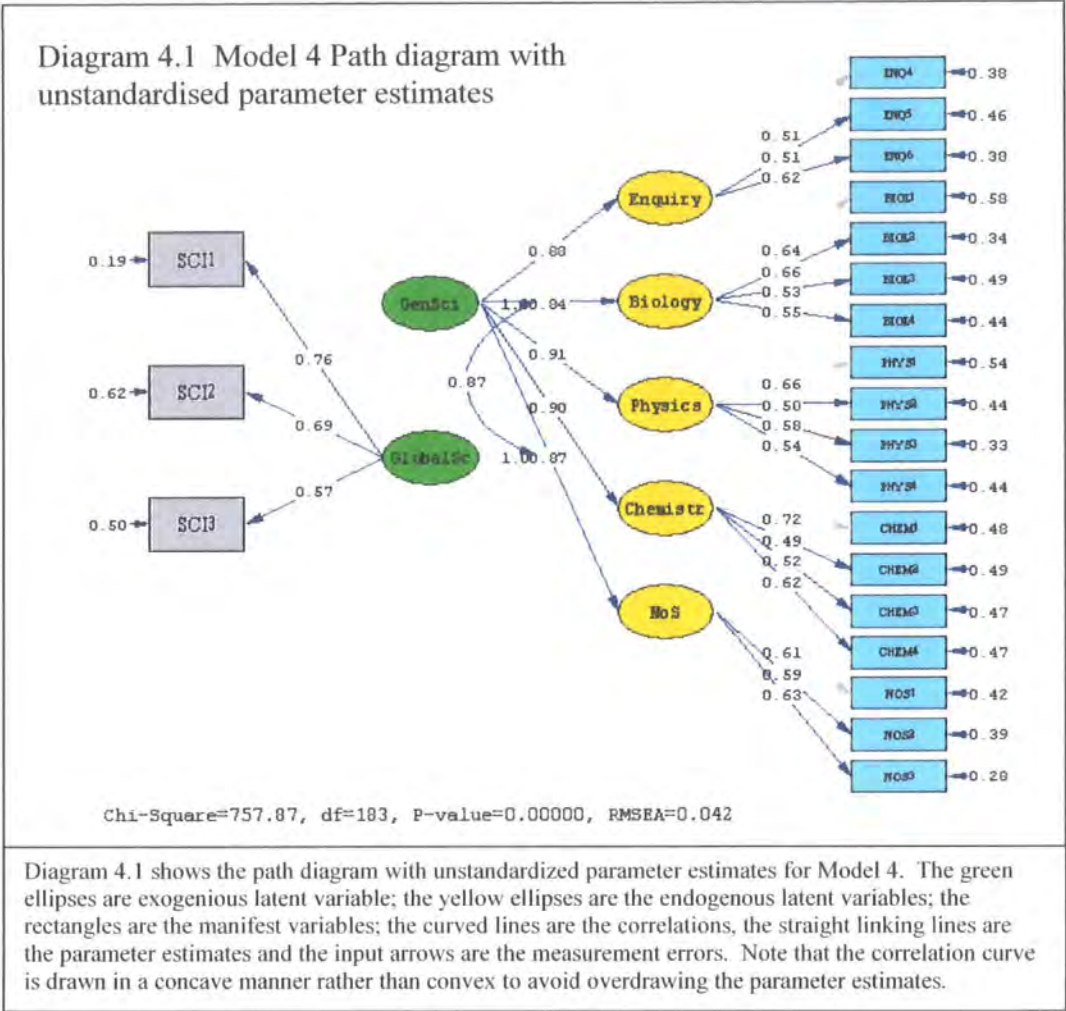 Diagram 4.1 Model 4 Path diagram with
unstandardised parameter estimates
0.19
SCI1
0.62
SCI2
0.50
SCI3
0.76
0.69
0.57
GenSci
GlobalSc
0.87
1.00
1.00
0.88
0.84
0.91
0.90
0.87
Enquiry
Biology
Physics
Chemistr
NoS
0.51
0.51
0.62
0.64
0.66
0.53
0.55
0.66
0.50
0.58
0.54
0.72
0.49
0.52
0.62
0.61
0.59
0.63
ENQ4 0.38
ENQ5 0.46
ENQ6 0.38
BIOL1 0.58
BIOL2 0.34
BIOL3 0.49
BIOL4 0.44
PHYS1 0.54
PHYS2 0.44
PHYS3 0.33
PHYS4 0.44
CHEM1 0.48
CHEM2 0.49
CHEM3 0.47
CHEM4 0.47
NOS1 0.42
NOS2 0.39
NOS3 0.28
Chi-Square=757.87, df=183, P-value=0.00000, RMSEA=0.042
Diagram 4.1 shows the path diagram with unstandardized parameter estimates for Model 4. The green
ellipses are exogenious latent variable; the yellow ellipses are the endogenous latent variables; the
rectangles are the manifest variables; the curved lines are the correlations, the straight linking lines are
the parameter estimates and the input arrows are the measurement errors. Note that the correlation curve
is drawn in a concave manner rather than convex to avoid overdrawing the parameter estimates.